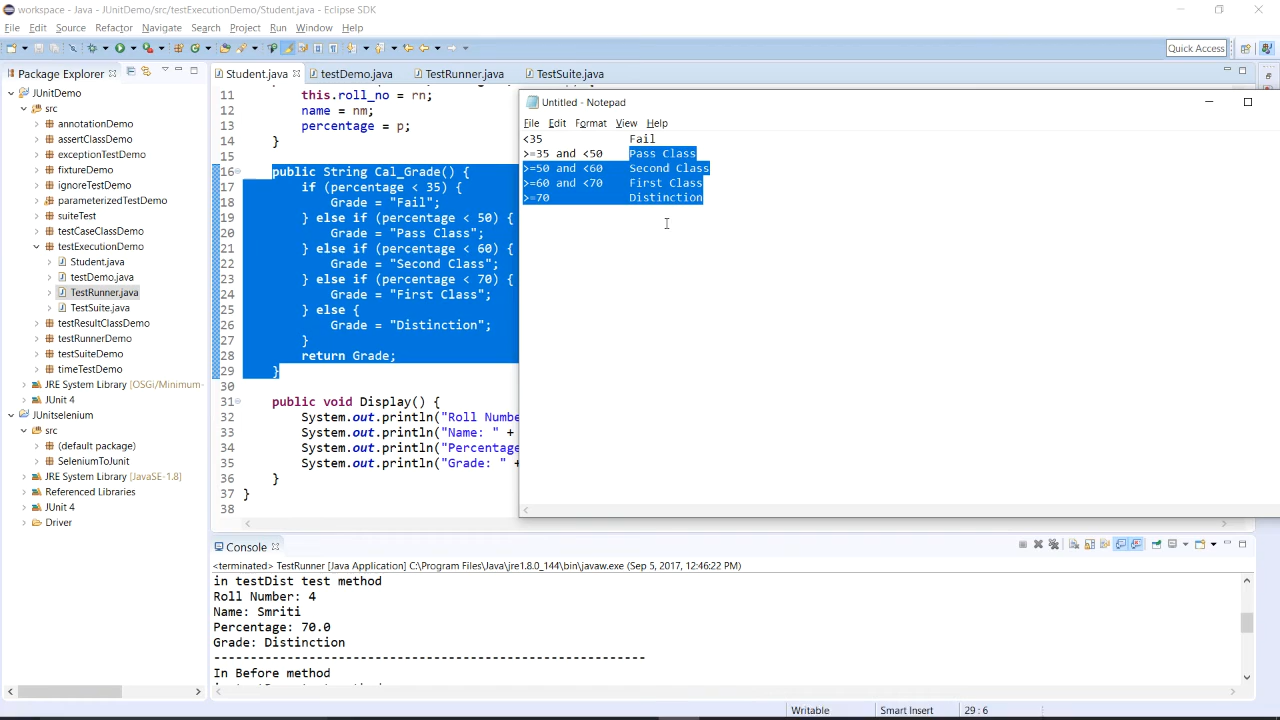 workspace - Java - JUnitDemo/src/testExecutionDemo/Student.java - Eclipse SDK
File Edit Source Refactor Navigate Search Project Run Window Help
Quick Access
Package Explorer
JUnitDemo
src
annotationDemo
assertClassDemo
exceptionTestDemo
fixtureDemo
ignoreTestDemo
parameterizedTestDemo
suiteTest
testCaseClassDemo
testExecutionDemo
Student.java
testDemo.java
TestRunner.java
TestSuite.java
testResultClassDemo
testRunnerDemo
testSuiteDemo
timeTestDemo
JRE System Library [OSGi/Minimum-
JUnit 4
JUnitselenium
src
(default package)
SeleniumToJunit
JRE System Library [JavaSE-1.8]
Referenced Libraries
JUnit 4
Driver
Student.java testDemo.java TestRunner.java TestSuite.java
11 this.roll_no = rn;
12 name = nm;
13 percentage = p;
14 }
15
16 public String Cal_Grade() {
17 if (percentage < 35) {
18 Grade = "Fail";
19 } else if (percentage < 50) {
20 Grade = "Pass Class";
21 } else if (percentage < 60) {
22 Grade = "Second Class";
23 } else if (percentage < 70) {
24 Grade = "First Class";
25 } else {
26 Grade = "Distinction";
27 }
28 return Grade;
29 }
30
31 public void Display() {
32 System.out.println("Roll Numbe
33 System.out.println("Name: " +
34 System.out.println("Percentage
35 System.out.println("Grade: " +
36 }
37 }
38
Untitled - Notepad
File Edit Format View Help
<35 Fail
>=35 and <50 Pass Class
>=50 and <60 Second Class
>=60 and <70 First Class
>=70 Distinction
Console
<terminated> TestRunner [Java Application] C:\Program Files\Java\jre1.8.0_144\bin\javaw.exe (Sep 5, 2017, 12:46:22 PM)
in testDist test method
Roll Number: 4
Name: Smriti
Percentage: 70.0
Grade: Distinction
-----------------------------------------------------------
In Before method
Writable Smart Insert 29 : 6